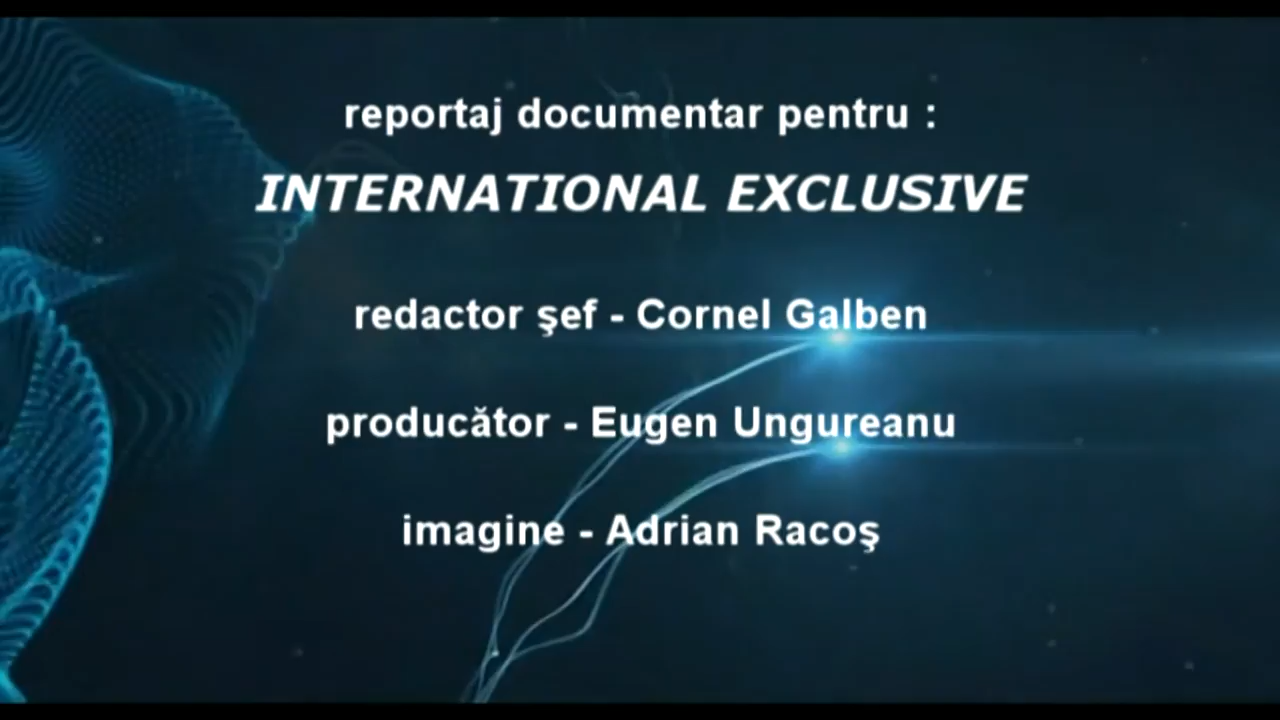 reportaj documentar pentru :
INTERNATIONAL EXCLUSIVE
redactor şef - Cornel Galben
producător - Eugen Ungureanu
imagine - Adrian Racoş